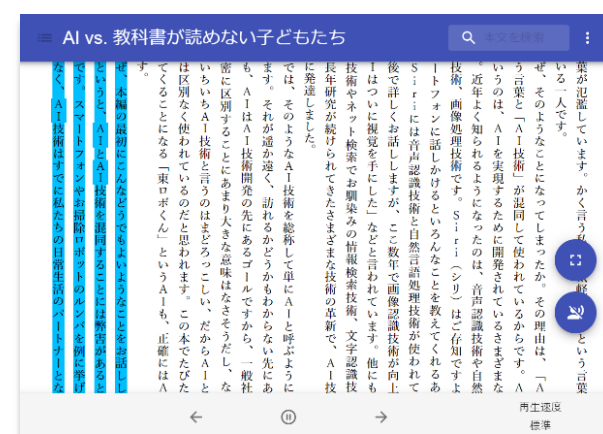 AI vs. 教科書が読めない子どもたち
本文を検索
葉が氾濫しています。かく言う私 軽 という言葉
いる一人です。
ぜ、そのようなことになってしまったか。その理由は、「A
う言葉と「AI技術」が混同して使われているからです。A
いうのは、AIを実現するために開発されているさまざまな
。近年よく知られるようになったのは、音声認識技術や自然
技術、画像処理技術です。Siri(シリ)はご存知ですよ
ートフォンに話しかけるといろんなことを教えてくれるあ
Siriには音声認識技術と自然言語処理技術が使われて
後で詳しくお話ししますが、ここ数年で画像認識技術が向上
Iはついに視覚を手にした」などと言われています。他にも
技術やネット検索でお馴染みの情報検索技術、文字認識技
長年研究が続けられてきたさまざまな技術の革新で、AI技
に発達しました。
では、そのようなAI技術を総称して単にAIと呼ぶように
ます。それが遥か遠く、訪れるかどうかもわからない先にあ
も、AIはAI技術開発の先にあるゴールですから、一般社
密に区別することにあまり大きな意味はなさそうだし、な
いちいちAI技術と言うのはまどろっこしい、だからAIと
は区別なく使われているのだと思われます。この本でたびた
てくることになる「東ロボくん」というAIも、正確にはA
す。
ぜ、本編の最初にこんなどうでもよいようなことをお話しし
というと、AIとAI技術を混同することには弊害があると
です。スマートフォンやお掃除ロボットのルンバを例に挙げ
なく、AI技術はすでに私たちの日常生活のパートナーとな
再生速度
標準